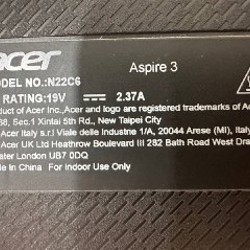 acer
Aspire 3
MODEL NO.:N22C6
RATING:19V 2.37A
Product of Acer Inc.,Acer and logo are registered trademarks of Ac
88, Sec.1 Xintai 5th Rd., New Taipei City
Acer Italy s.r.l Viale delle Industrie 1/A, 20044 Arese (MI), Italy
Acer UK Ltd Heathrow Boulevard III 282 Bath Road West Dra
ater London UB7 0DQ
de in China For Indoor Use Only